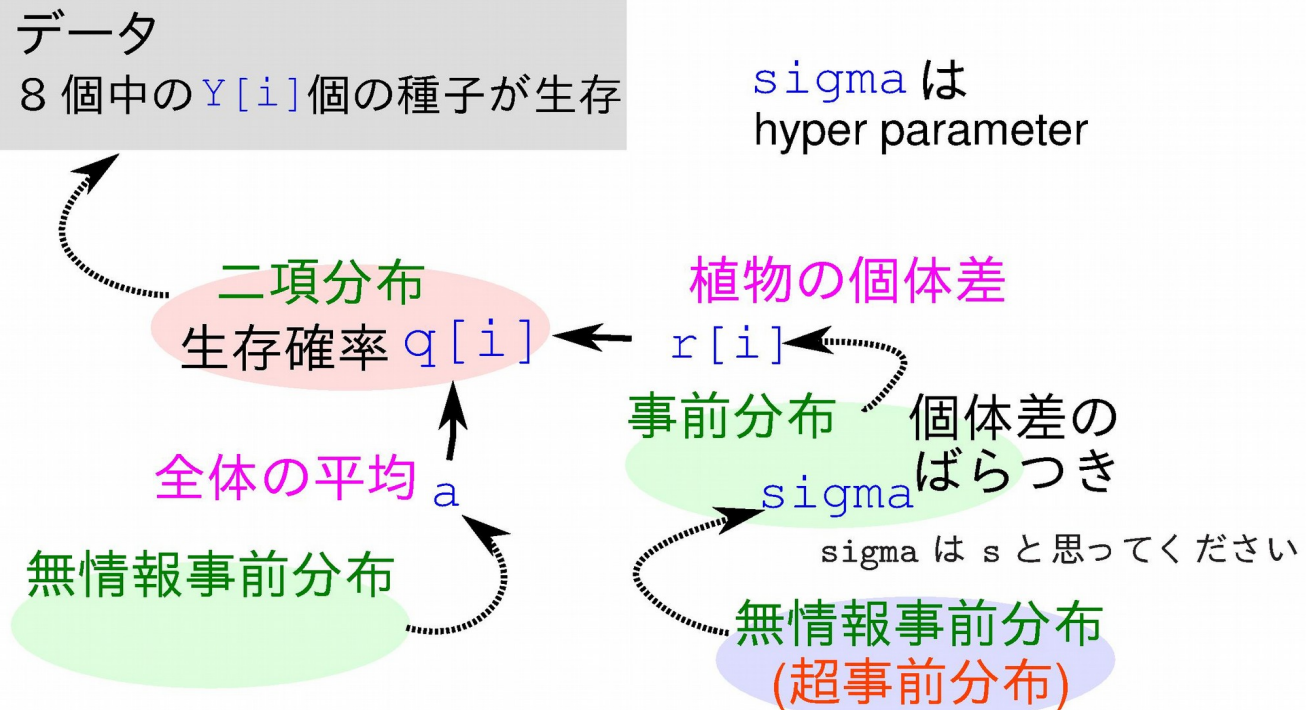 データ
8 個中の Y[i] 個の種子が生存
sigma は
hyper parameter
二項分布
生存確率 q[i]
植物の個体差
r[i]
事前分布
個体差の
ばらつき
sigma
全体の平均 a
sigma は s と思ってください
無情報事前分布
無情報事前分布
(超事前分布)